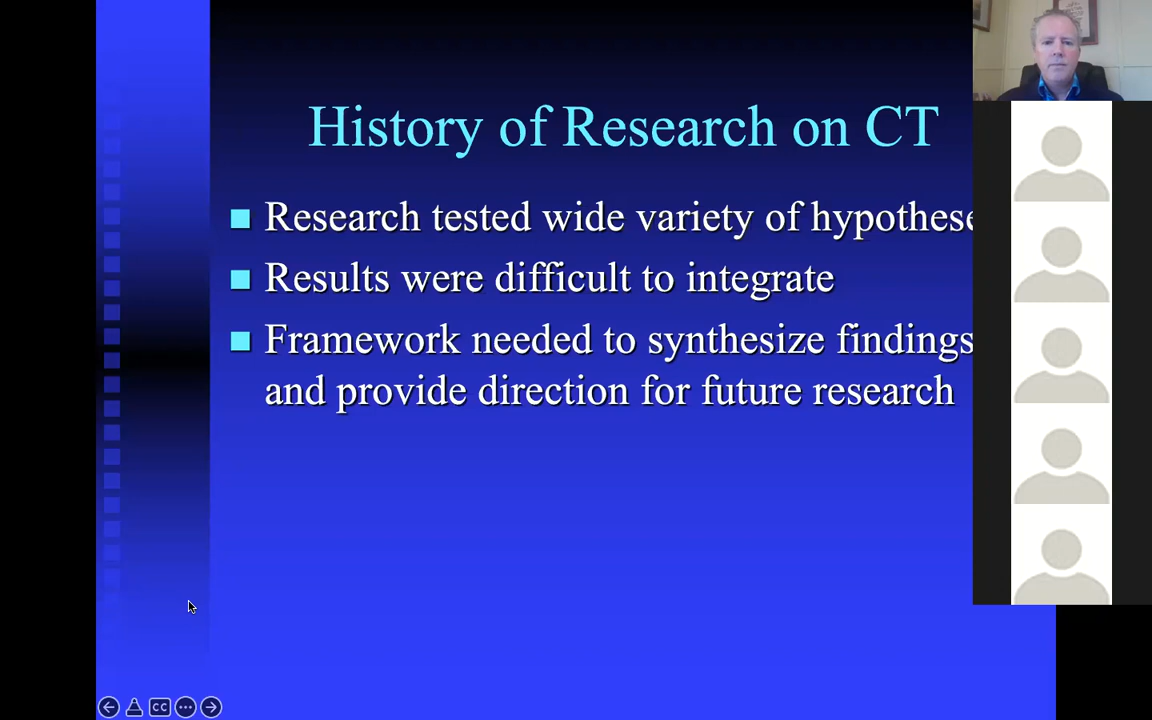 History of Research on CT
Research tested wide variety of hypothese
Results were difficult to integrate
Framework needed to synthesize findings
and provide direction for future research
CC